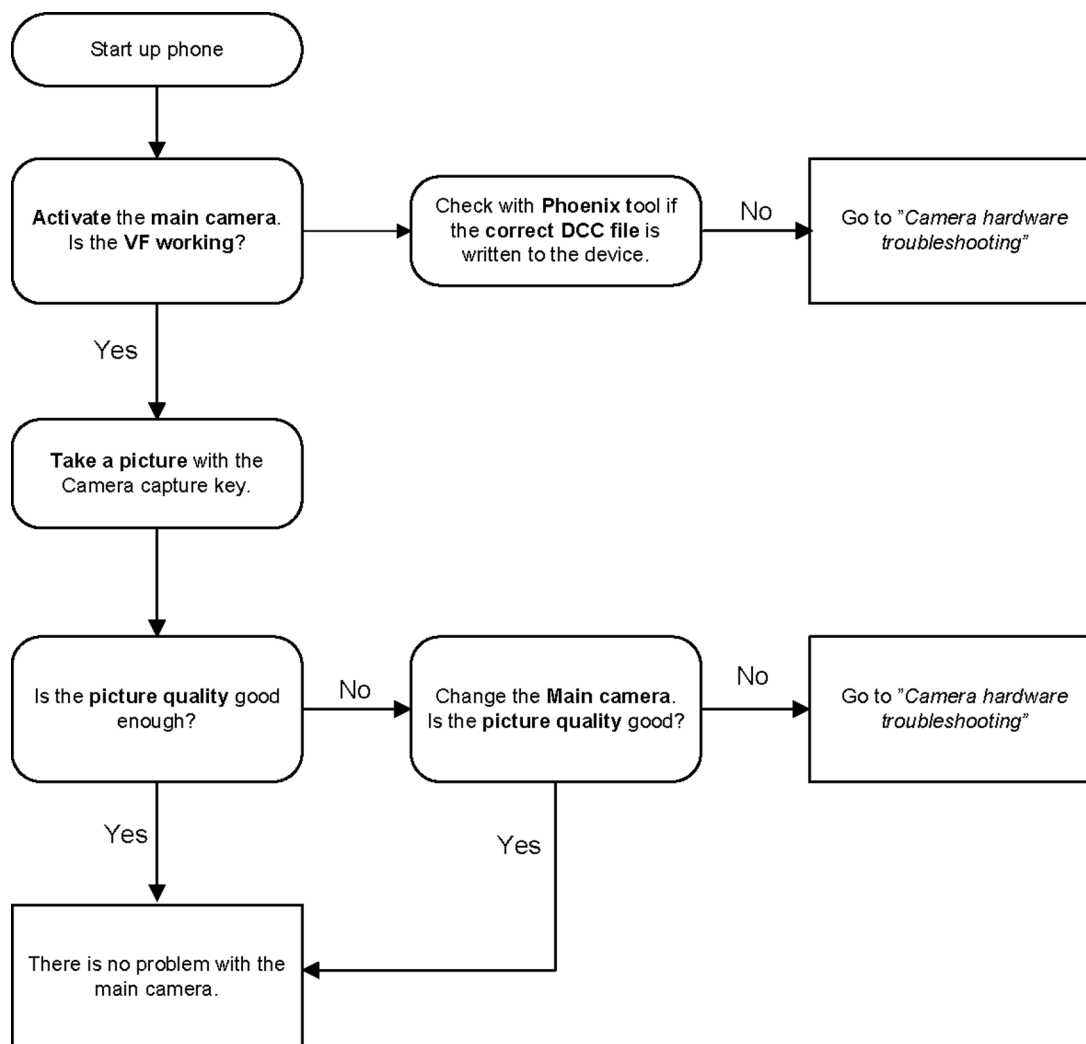 Start up phone
Activate the main camera.
Is the VF working?
Check with Phoenix tool if
the correct DCC file is
written to the device.
No
Go to "Camera hardware
troubleshooting"
Yes
Take a picture with the
Camera capture key.
Is the picture quality good
enough?
No
Change the Main camera.
Is the picture quality good?
No
Go to "Camera hardware
troubleshooting"
Yes
Yes
There is no problem with the
main camera.